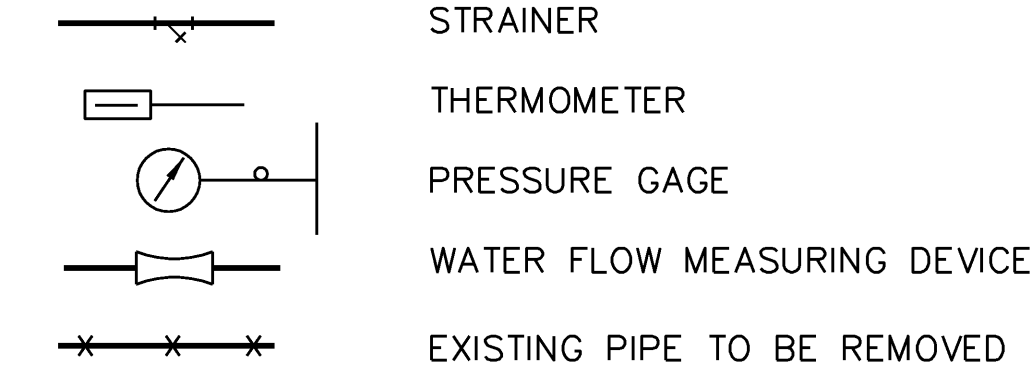 STRAINER
THERMOMETER
PRESSURE GAGE
WATER FLOW MEASURING DEVICE
EXISTING PIPE TO BE REMOVED